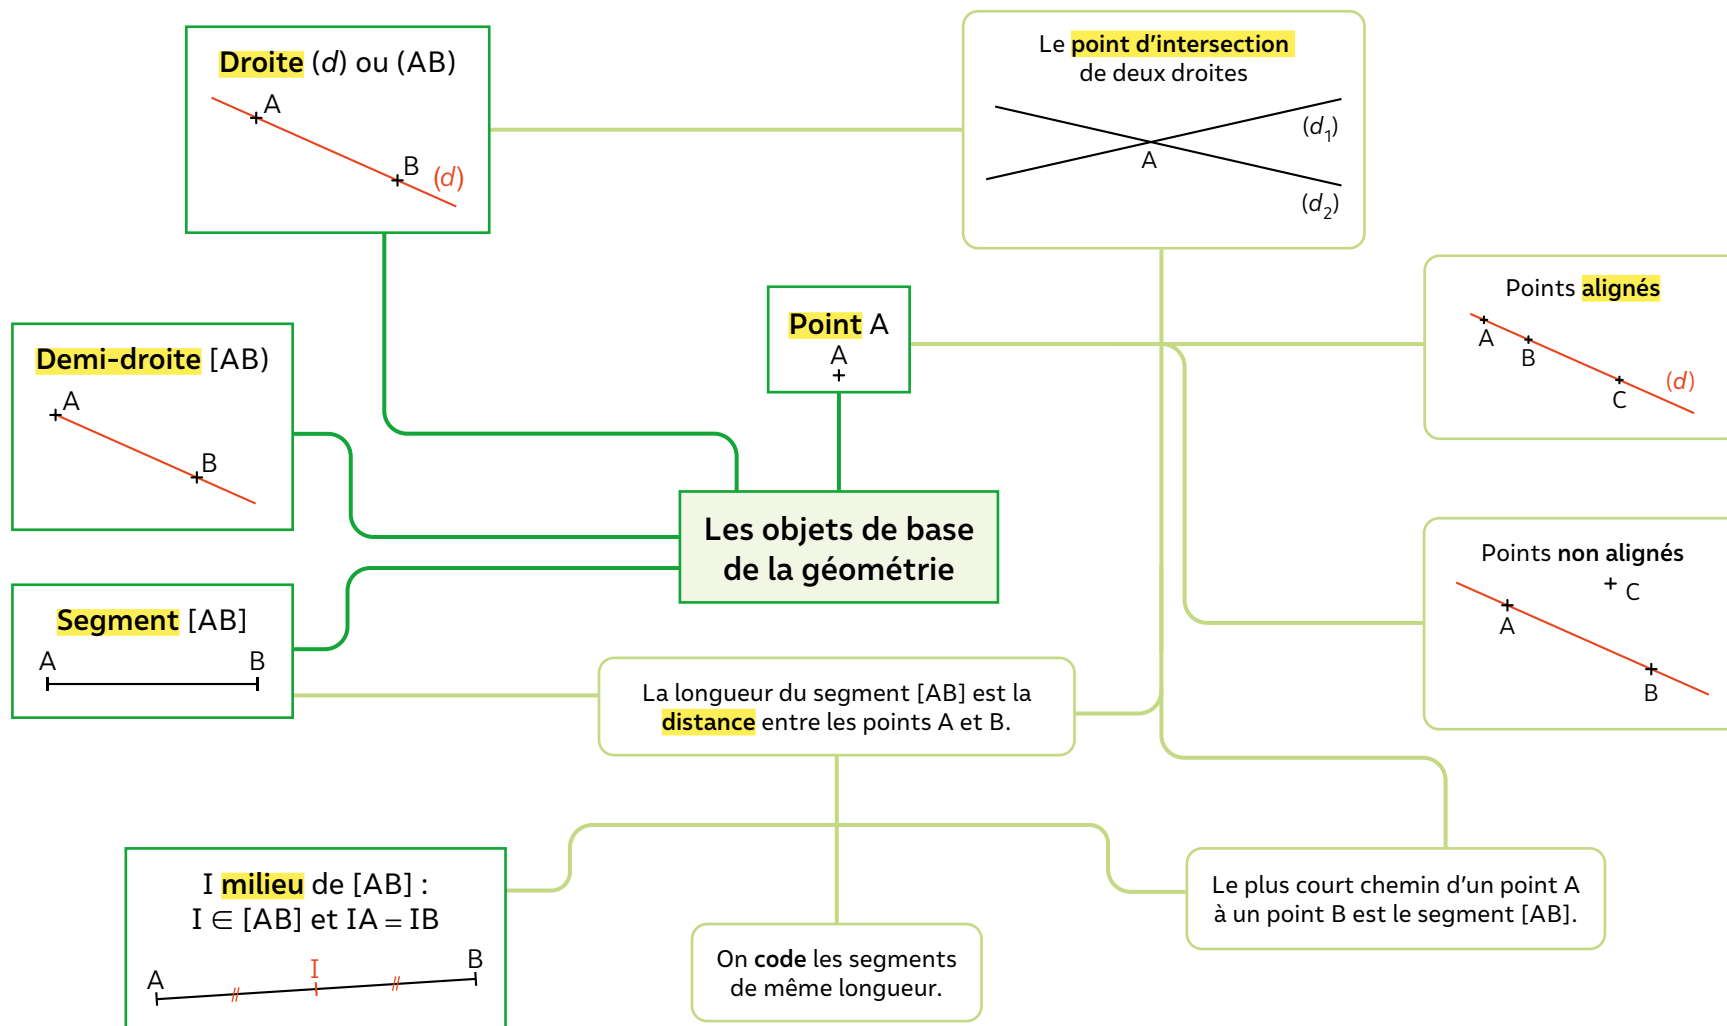 Droite (d) ou (AB)
A
B
(d)
Le point d'intersection
de deux droites
(d1)
A
(d2)
Point A
A
Points alignés
A
B
C
(d)
Demi-droite [AB)
A
B
Les objets de base
de la géométrie
Points non alignés
C
A
B
Segment [AB]
A B
La longueur du segment [AB] est la
distance entre les points A et B.
I milieu de [AB] :
I ∈ [AB] et IA = IB
A I B
On code les segments
de même longueur.
Le plus court chemin d'un point A
à un point B est le segment [AB].